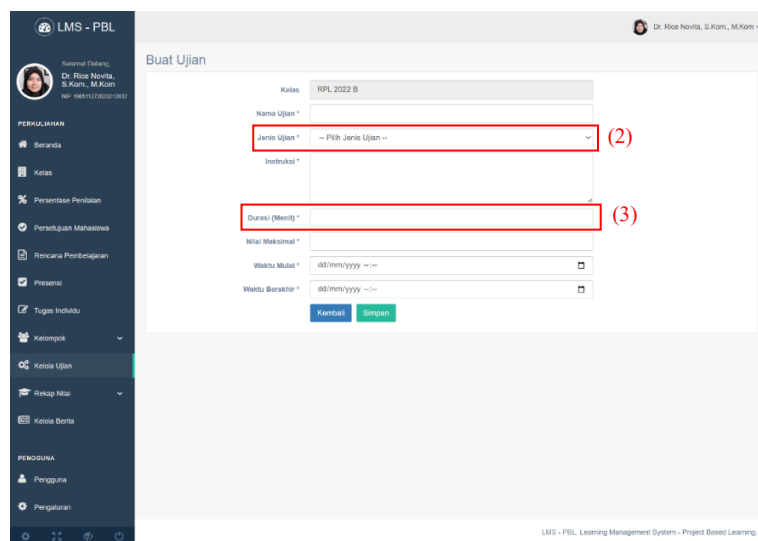 LMS - PBL
Dr. Rice Novita, S.Kom., M.Kom
Selamat Datang,
Dr. Rice Novita,
S.Kom., M.Kom
PERKULIAHAN
Beranda
Kelas
Persentase Penilaian
Persetujuan Mahasiswa
Rencana Pembelajaran
Presensi
Tugas Individu
Kelompok
Kelola Ujian
Rekap Nilai
Kelola Berita
PENGGUNA
Pengguna
Pengaturan
Buat Ujian
Kelas RPL 2022 B
Nama Ujian *
Jenis Ujian * -- Pilih Jenis Ujian -- (2)
Instruksi *
Durasi (Menit) * (3)
Nilai Maksimal *
Waktu Mulai * dd/mm/yyyy --:--
Waktu Berakhir * dd/mm/yyyy --:--
Kembali Simpan
LMS - PBL. Learning Management System - Project Based Learning.